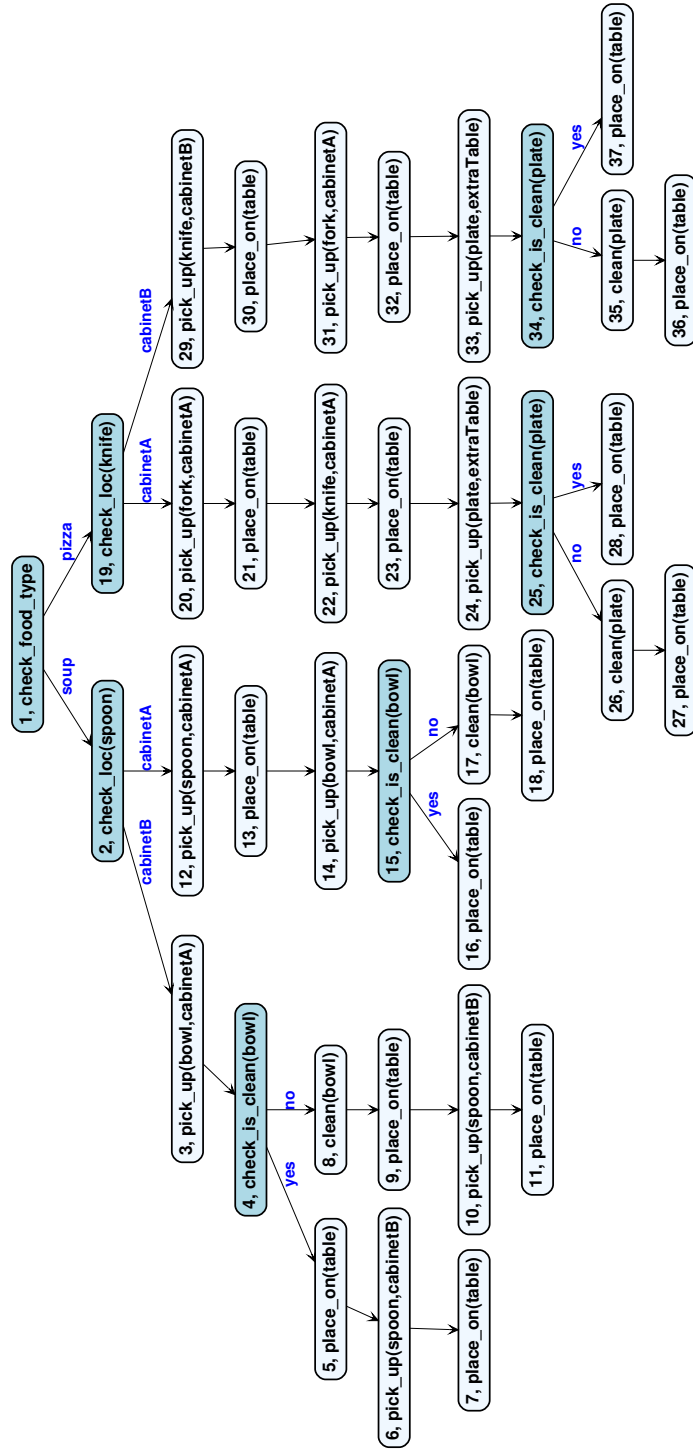 1, check_food_type
soup
pizza
2, check_loc(spoon)
19, check_loc(knife)
cabinetB
cabinetA
cabinetA
cabinetB
3, pick_up(bowl,cabinetA)
12, pick_up(spoon,cabinetA)
20, pick_up(fork,cabinetA)
29, pick_up(knife,cabinetB)
4, check_is_clean(bowl)
13, place_on(table)
21, place_on(table)
30, place_on(table)
yes
no
5, place_on(table)
8, clean(bowl)
14, pick_up(bowl,cabinetA)
22, pick_up(knife,cabinetA)
31, pick_up(fork,cabinetA)
6, pick_up(spoon,cabinetB)
9, place_on(table)
15, check_is_clean(bowl)
23, place_on(table)
32, place_on(table)
yes
no
7, place_on(table)
10, pick_up(spoon,cabinetB)
16, place_on(table)
17, clean(bowl)
24, pick_up(plate,extraTable)
33, pick_up(plate,extraTable)
11, place_on(table)
18, place_on(table)
25, check_is_clean(plate)
34, check_is_clean(plate)
no
yes
no
yes
26, clean(plate)
28, place_on(table)
35, clean(plate)
37, place_on(table)
27, place_on(table)
36, place_on(table)